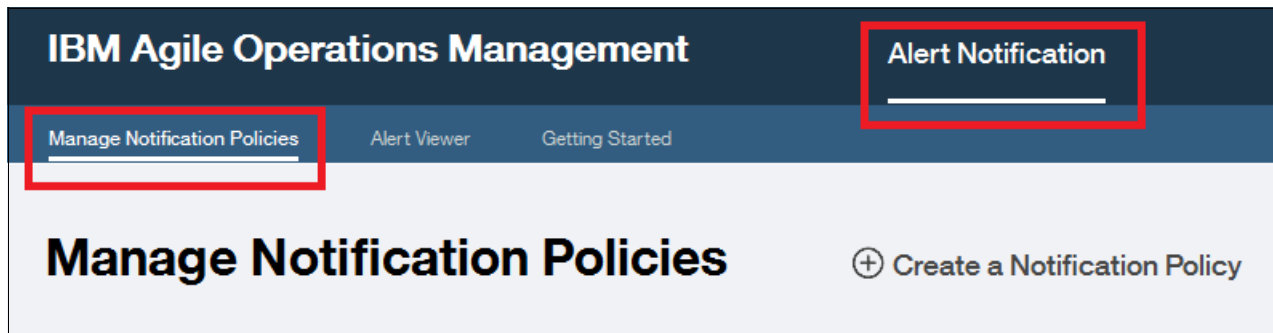 IBM Agile Operations Management
Alert Notification
Manage Notification Policies
Alert Viewer
Getting Started
Manage Notification Policies
Create a Notification Policy